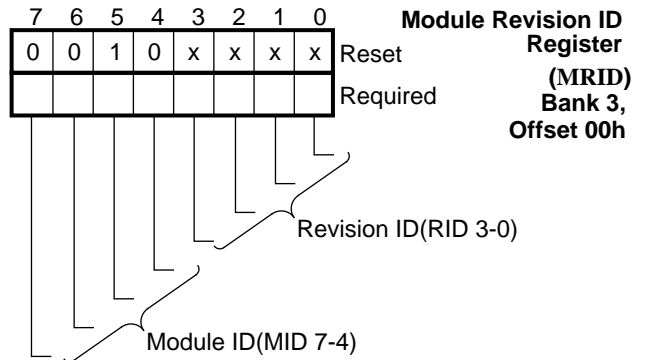 7 6 5 4 3 2 1 0
Module Revision ID
Register
(MRID)
Bank 3,
Offset 00h
0 0 1 0 x x x x Reset
Required
Revision ID(RID 3-0)
Module ID(MID 7-4)